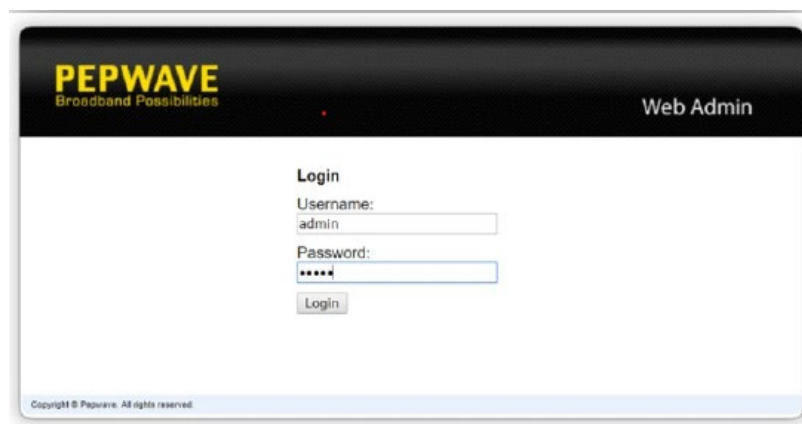 PEPWAVE
Broadband Possibilities
Web Admin
Login
Username:
admin
Password:
•••••
Login
Copyright © Pepwave. All rights reserved.